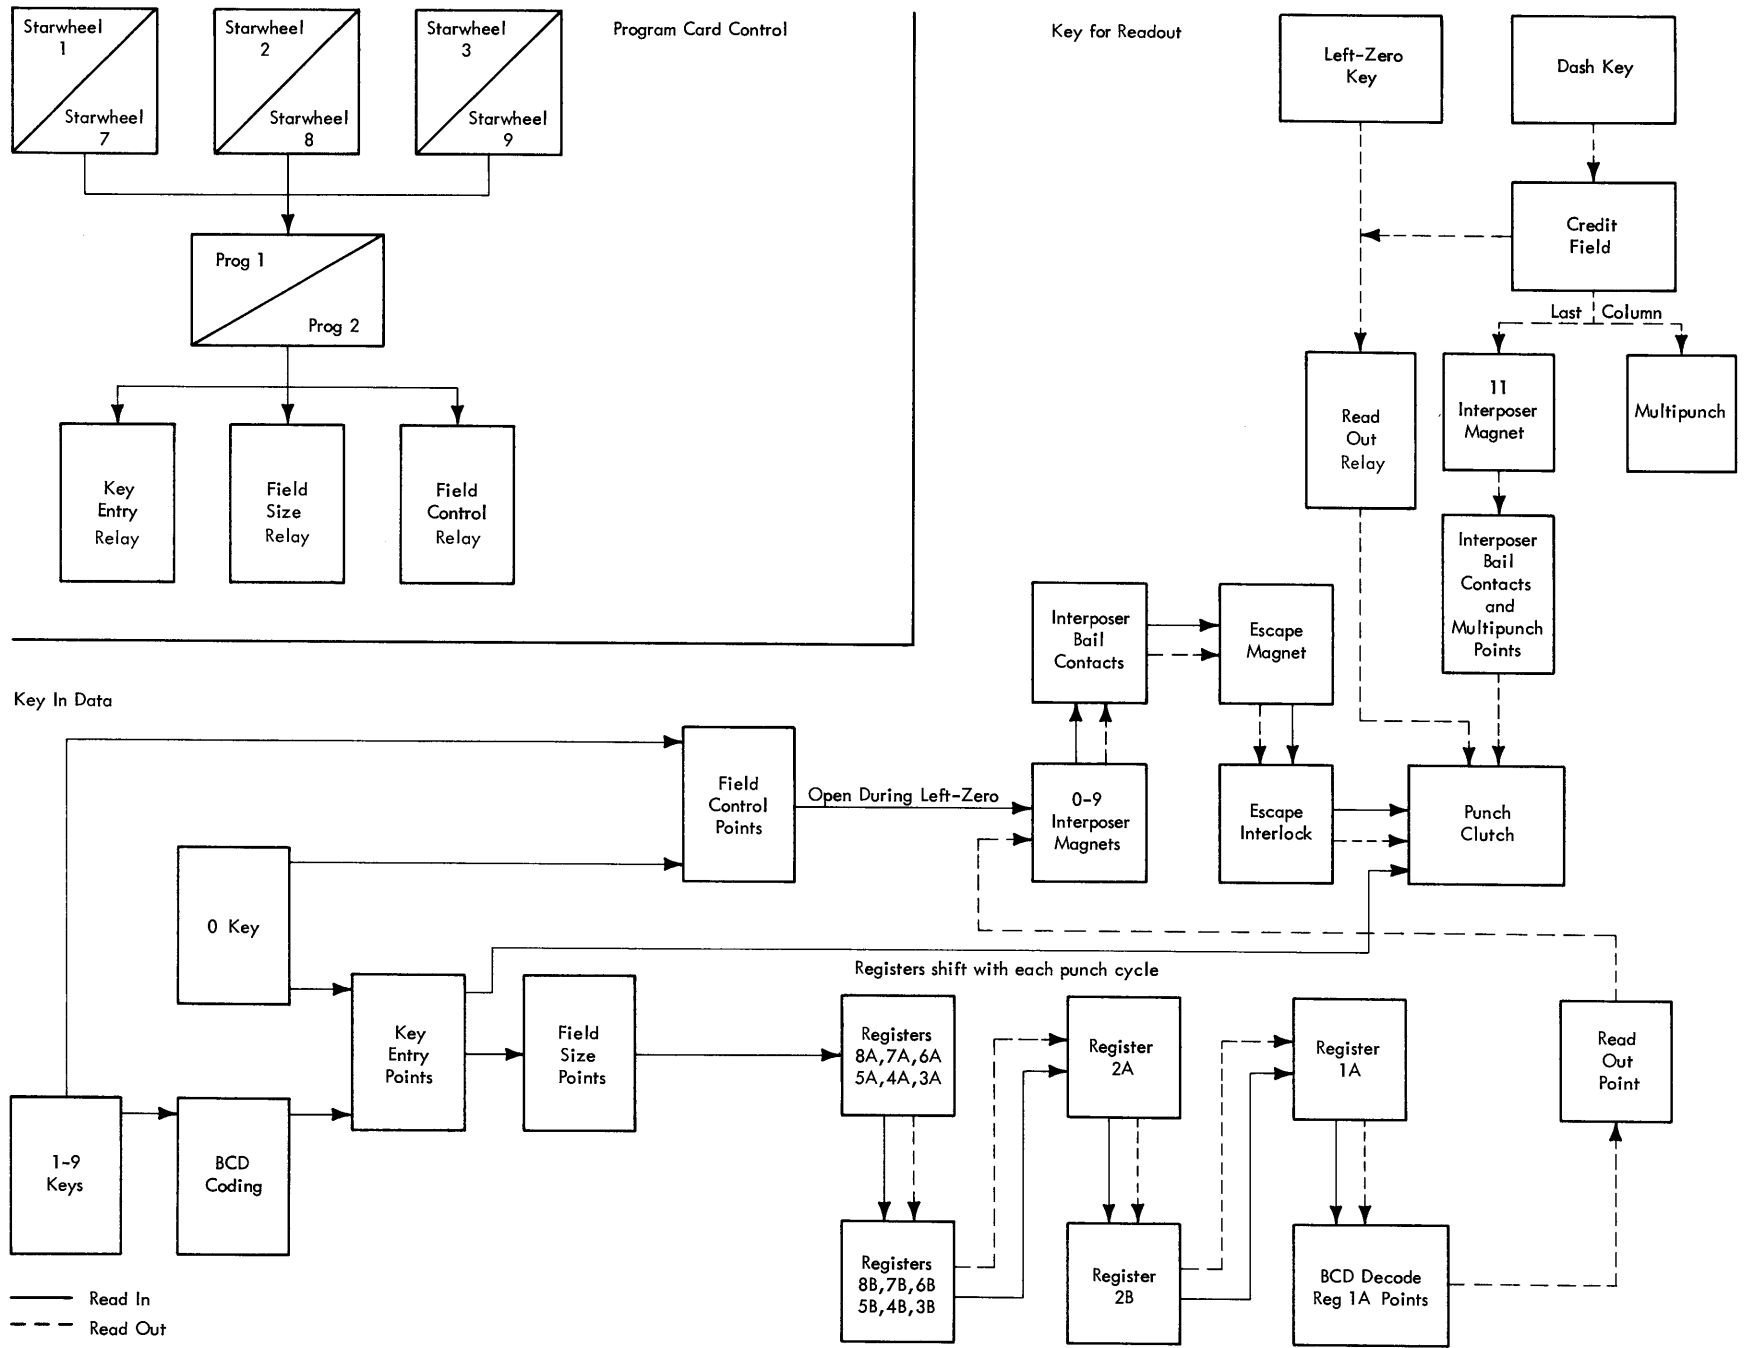 Program Card Control
Starwheel
1
Starwheel
7
Starwheel
2
Starwheel
8
Starwheel
3
Starwheel
9
Prog 1
Prog 2
Key
Entry
Relay
Field
Size
Relay
Field
Control
Relay
Key for Readout
Left-Zero
Key
Dash Key
Credit
Field
Last Column
Read
Out
Relay
11
Interposer
Magnet
Multipunch
Interposer
Bail
Contacts
and
Multipunch
Points
Interposer
Bail
Contacts
Escape
Magnet
Key In Data
Field
Control
Points
Open During Left-Zero
0-9
Interposer
Magnets
Escape
Interlock
Punch
Clutch
0 Key
Registers shift with each punch cycle
Key
Entry
Points
Field
Size
Points
Registers
8A,7A,6A
5A,4A,3A
Register
2A
Register
1A
Read
Out
Point
1-9
Keys
BCD
Coding
Registers
8B,7B,6B
5B,4B,3B
Register
2B
BCD Decode
Reg 1A Points
Read In
Read Out